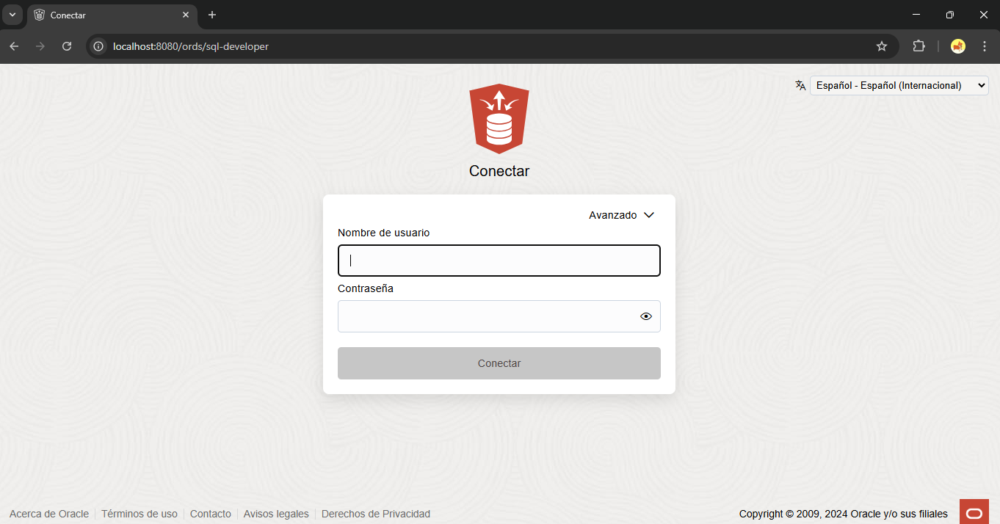 Conectar
localhost:8080/ords/sql-developer
Español - Español (Internacional)
Conectar
Avanzado
Nombre de usuario
Contraseña
Conectar
Acerca de Oracle Términos de uso Contacto Avisos legales Derechos de Privacidad
Copyright © 2009, 2024 Oracle y/o sus filiales